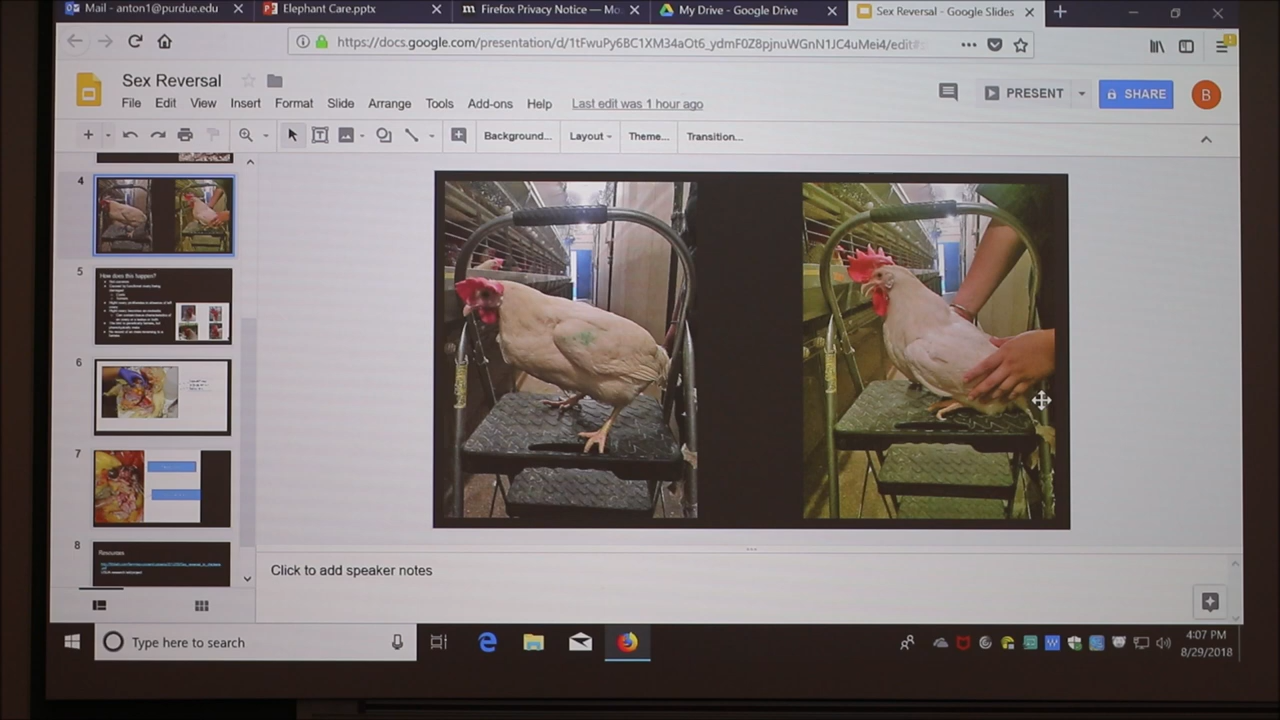 Mail - anton1@purdue.edu
Elephant Care.pptx
Firefox Privacy Notice — Mo
My Drive - Google Drive
Sex Reversal - Google Slides
https://docs.google.com/presentation/d/1tFwuPy6BC1XM34aOt6_ydmF0Z8pjnuWGnN1JC4uMei4/edit#
Sex Reversal
File Edit View Insert Format Slide Arrange Tools Add-ons Help Last edit was 1 hour ago
PRESENT
SHARE
B
Background...
Layout
Theme...
Transition...
4
5
How does this happen?
6
7
8
Resources
Click to add speaker notes
Type here to search
4:07 PM
8/29/2018